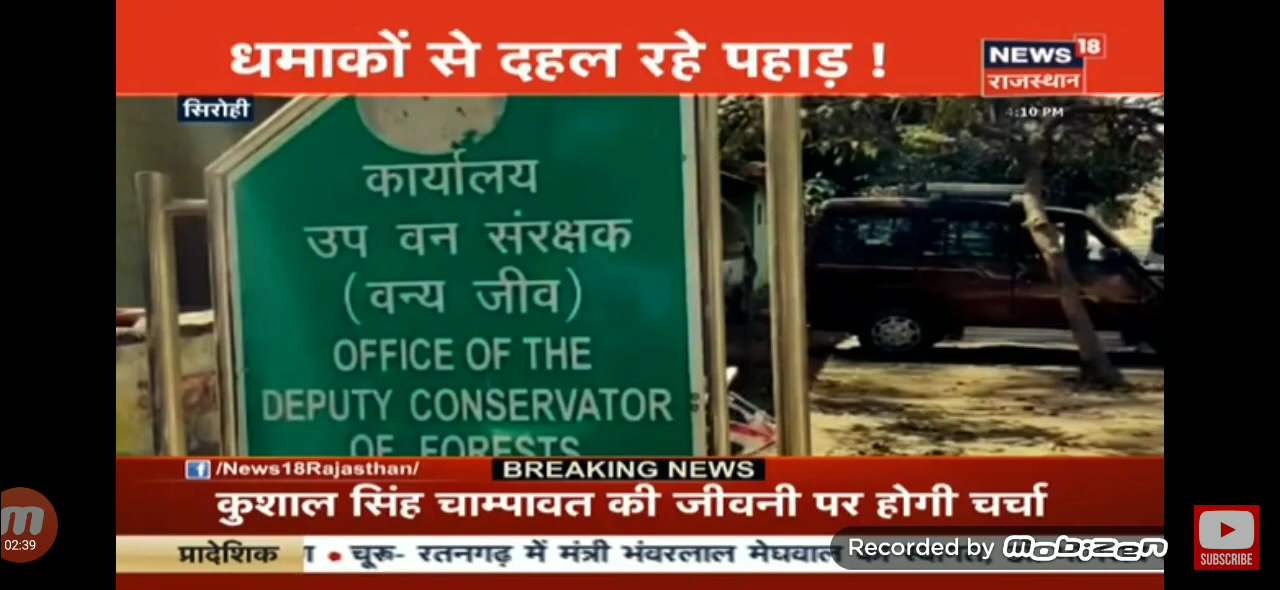 धमाकों से दहल रहे पहाड़ !
NEWS 18
राजस्थान
सिरोही
4:10 PM
कार्यालय
उप वन संरक्षक
(वन्य जीव)
OFFICE OF THE
DEPUTY CONSERVATOR
OF FORESTS
/News18Rajasthan/
BREAKING NEWS
कुशाल सिंह चाम्पावत की जीवनी पर होगी चर्चा
02:39
प्रादेशिक
• चूरू- रतनगढ़ में मंत्री भंवरलाल मेघवाल
Recorded by mobizen
SUBSCRIBE